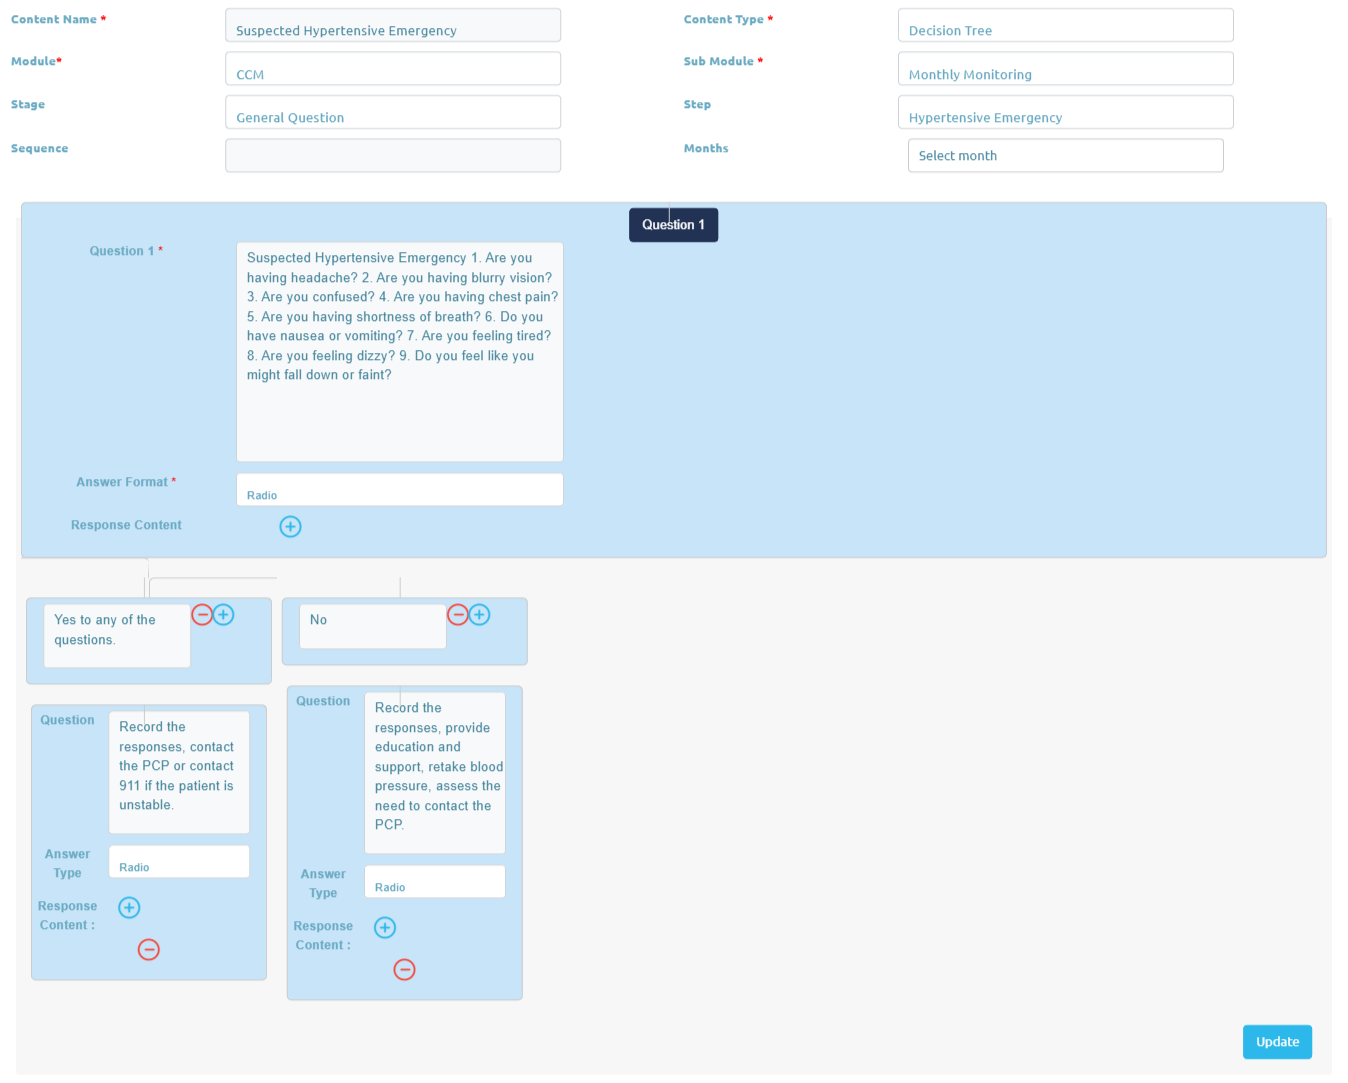 Content Name *
Suspected Hypertensive Emergency
Content Type *
Decision Tree
Module*
CCM
Sub Module *
Monthly Monitoring
Stage
General Question
Step
Hypertensive Emergency
Sequence
Months
Select month
Question 1
Question 1 *
Suspected Hypertensive Emergency 1. Are you
having headache? 2. Are you having blurry vision?
3. Are you confused? 4. Are you having chest pain?
5. Are you having shortness of breath? 6. Do you
have nausea or vomiting? 7. Are you feeling tired?
8. Are you feeling dizzy? 9. Do you feel like you
might fall down or faint?
Answer Format *
Radio
Response Content
Yes to any of the
questions.
No
Question
Record the
responses, contact
the PCP or contact
911 if the patient is
unstable.
Answer
Type
Radio
Response
Content :
Question
Record the
responses, provide
education and
support, retake blood
pressure, assess the
need to contact the
PCP.
Answer
Type
Radio
Response
Content :
Update